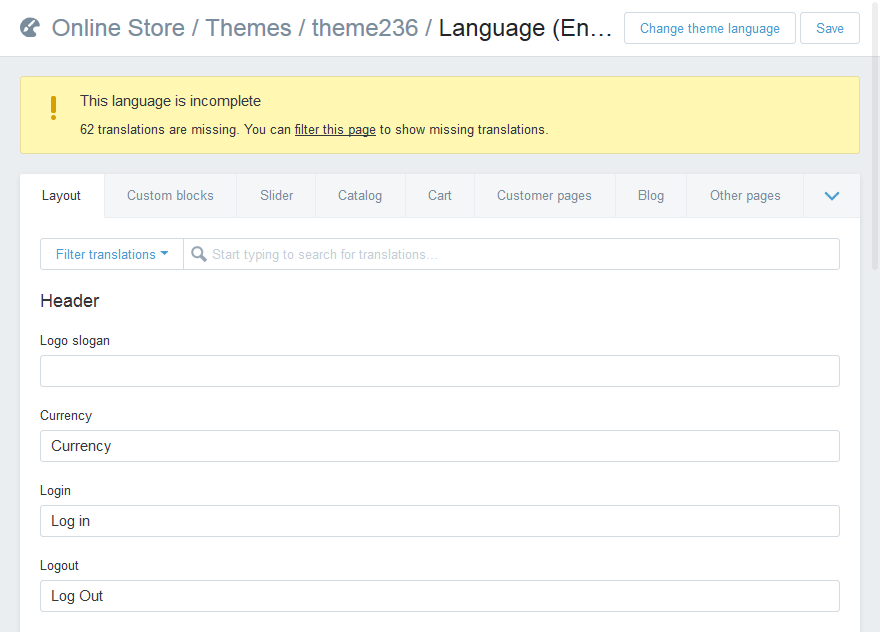 Online Store / Themes / theme236 / Language (En...
Change theme language
Save
This language is incomplete
62 translations are missing. You can filter this page to show missing translations.
Layout
Custom blocks
Slider
Catalog
Cart
Customer pages
Blog
Other pages
Filter translations
Start typing to search for translations...
Header
Logo slogan
Currency
Currency
Login
Log in
Logout
Log Out